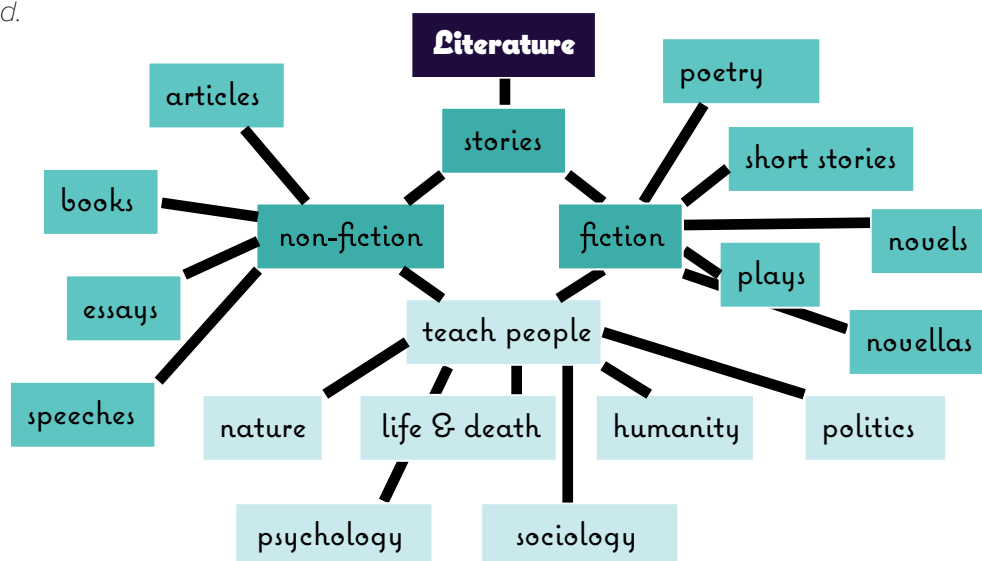 d.
Literature
poetry
articles
stories
short stories
books
non-fiction
fiction
novels
plays
essays
teach people
novellas
speeches
nature
life & death
humanity
politics
psychology
sociology